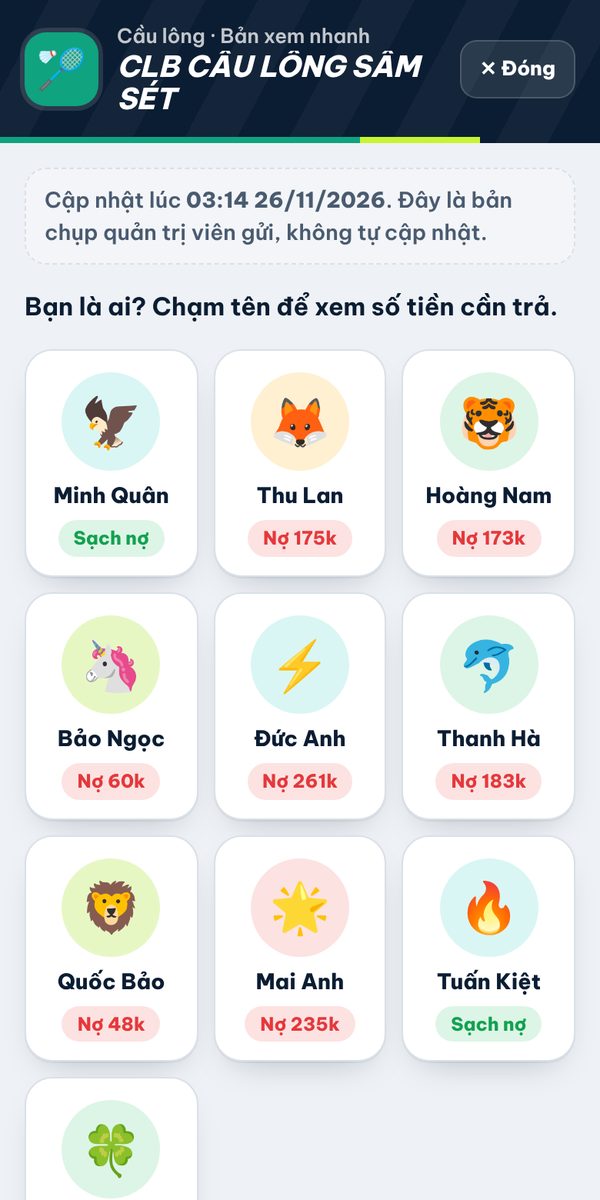 Cầu lông · Bản xem nhanh
CLB CẦU LÔNG SẤM
SÉT
✕ Đóng
Cập nhật lúc 03:14 26/11/2026. Đây là bản
chụp quản trị viên gửi, không tự cập nhật.
Bạn là ai? Chạm tên để xem số tiền cần trả.
Minh Quân
Sạch nợ
Thu Lan
Nợ 175k
Hoàng Nam
Nợ 173k
Bảo Ngọc
Nợ 60k
Đức Anh
Nợ 261k
Thanh Hà
Nợ 183k
Quốc Bảo
Nợ 48k
Mai Anh
Nợ 235k
Tuấn Kiệt
Sạch nợ